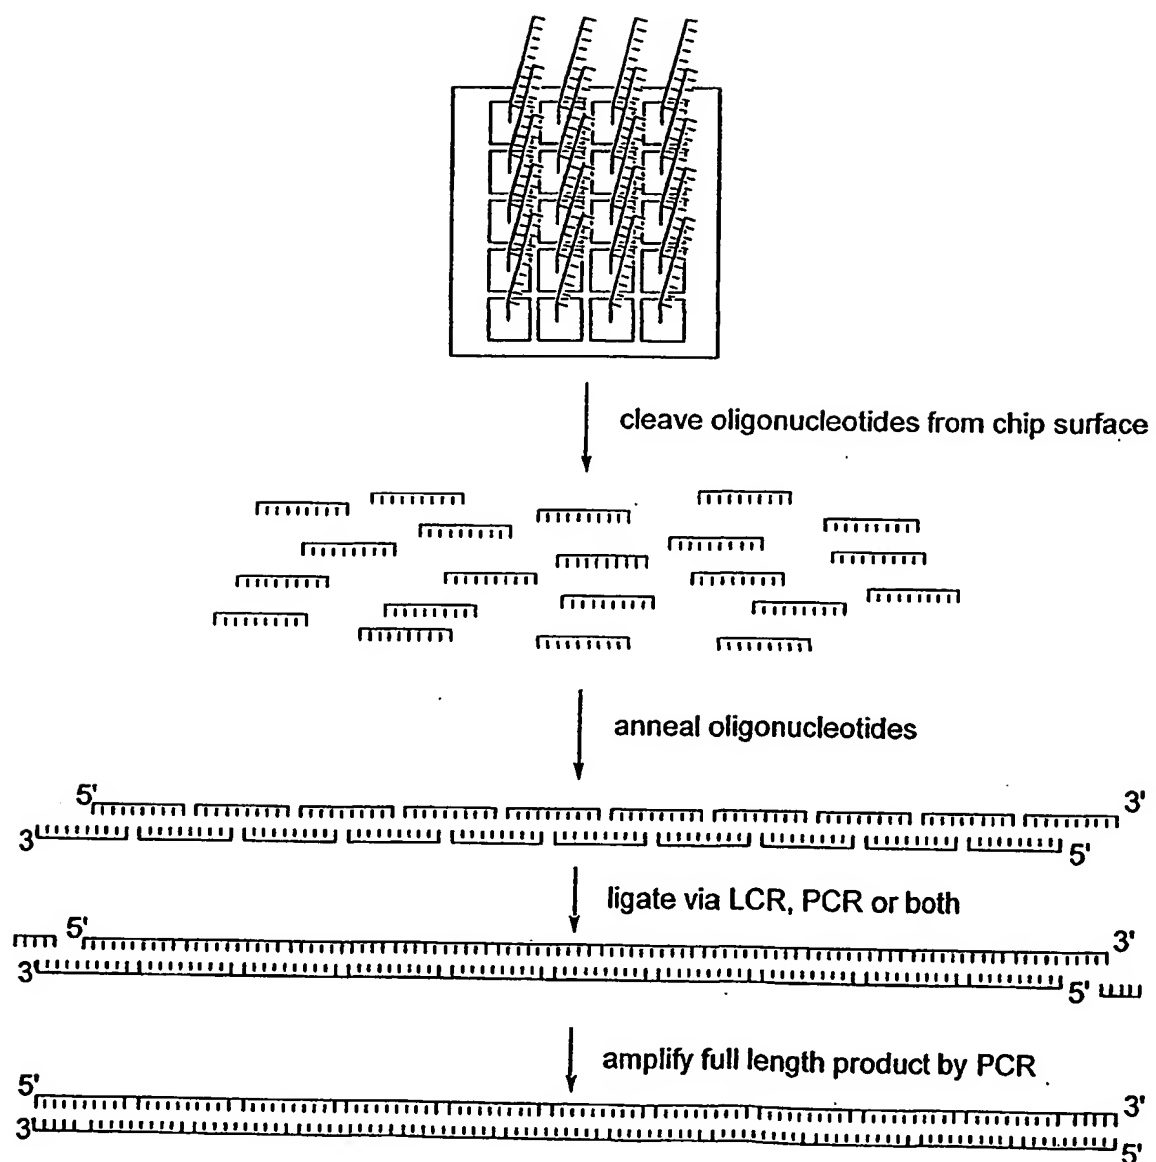 cleave oligonucleotides from chip surface
anneal oligonucleotides
5' 3'
3 5'
ligate via LCR, PCR or both
5' 3'
3 5'
amplify full length product by PCR
5' 3'
3 5'